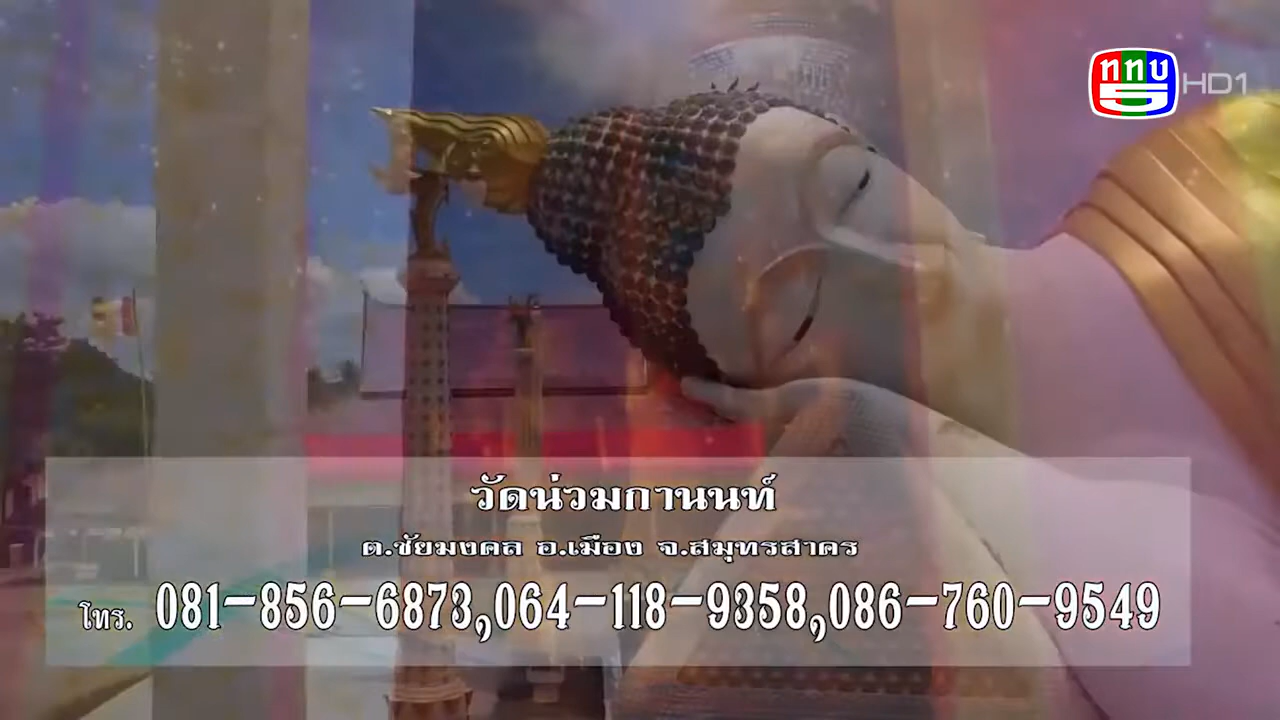 ททบ
5 HD1
วัดน่วมกานนท์
ต.ชัยมงคล อ.เมือง จ.สมุทรสาคร
โทร. 081-856-6873,064-118-9358,086-760-9549